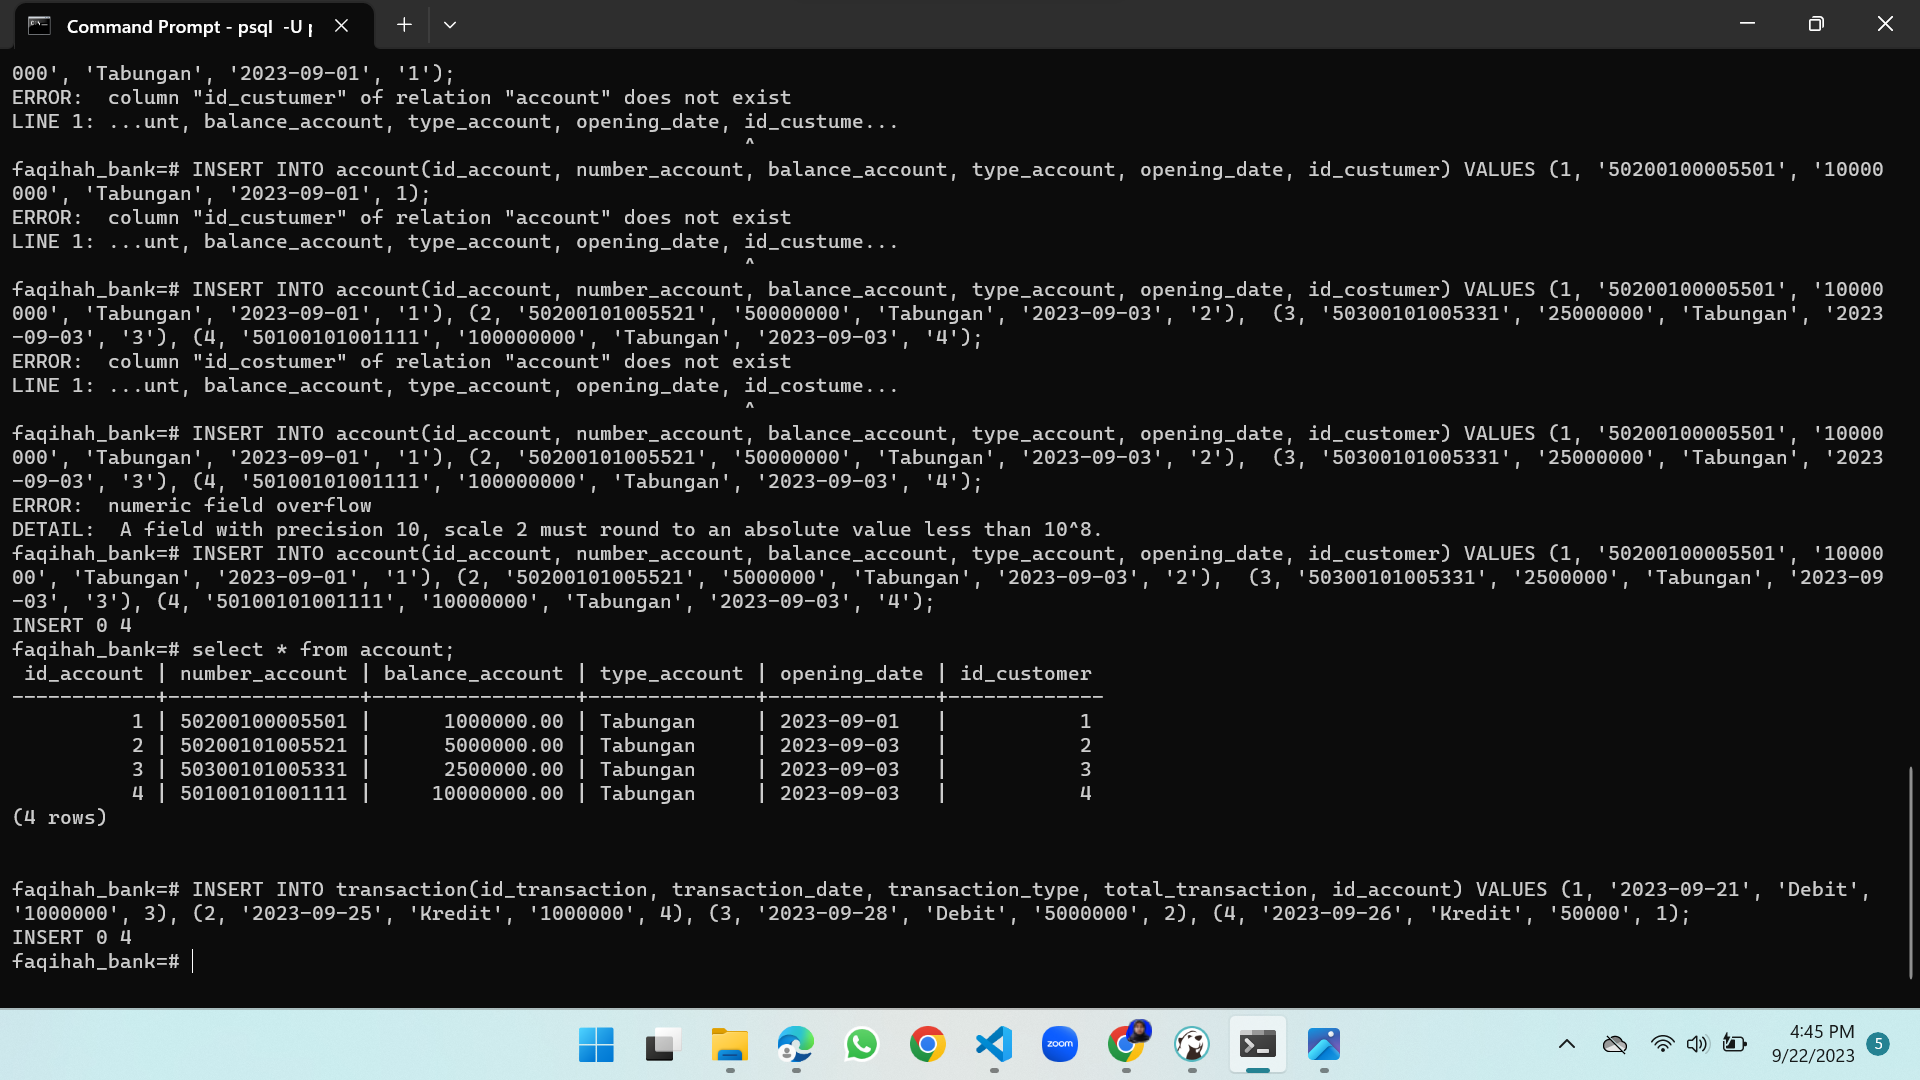 Command Prompt - psql  -U p
000', 'Tabungan', '2023-09-01', '1');
ERROR:  column "id_custumer" of relation "account" does not exist
LINE 1: ...unt, balance_account, type_account, opening_date, id_custume...
                                                             ^
faqihah_bank=# INSERT INTO account(id_account, number_account, balance_account, type_account, opening_date, id_custumer) VALUES (1, '50200100005501', '10000
000', 'Tabungan', '2023-09-01', 1);
ERROR:  column "id_custumer" of relation "account" does not exist
LINE 1: ...unt, balance_account, type_account, opening_date, id_custume...
                                                             ^
faqihah_bank=# INSERT INTO account(id_account, number_account, balance_account, type_account, opening_date, id_costumer) VALUES (1, '50200100005501', '10000
000', 'Tabungan', '2023-09-01', '1'), (2, '50200101005521', '50000000', 'Tabungan', '2023-09-03', '2'),  (3, '50300101005331', '25000000', 'Tabungan', '2023
-09-03', '3'), (4, '50100101001111', '100000000', 'Tabungan', '2023-09-03', '4');
ERROR:  column "id_costumer" of relation "account" does not exist
LINE 1: ...unt, balance_account, type_account, opening_date, id_costume...
                                                             ^
faqihah_bank=# INSERT INTO account(id_account, number_account, balance_account, type_account, opening_date, id_customer) VALUES (1, '50200100005501', '10000
000', 'Tabungan', '2023-09-01', '1'), (2, '50200101005521', '50000000', 'Tabungan', '2023-09-03', '2'),  (3, '50300101005331', '25000000', 'Tabungan', '2023
-09-03', '3'), (4, '50100101001111', '100000000', 'Tabungan', '2023-09-03', '4');
ERROR:  numeric field overflow
DETAIL:  A field with precision 10, scale 2 must round to an absolute value less than 10^8.
faqihah_bank=# INSERT INTO account(id_account, number_account, balance_account, type_account, opening_date, id_customer) VALUES (1, '50200100005501', '10000
00', 'Tabungan', '2023-09-01', '1'), (2, '50200101005521', '5000000', 'Tabungan', '2023-09-03', '2'),  (3, '50300101005331', '2500000', 'Tabungan', '2023-09
-03', '3'), (4, '50100101001111', '10000000', 'Tabungan', '2023-09-03', '4');
INSERT 0 4
faqihah_bank=# select * from account;
 id_account | number_account | balance_account | type_account | opening_date | id_customer
------------+----------------+-----------------+--------------+--------------+-------------
          1 | 50200100005501 |      1000000.00 | Tabungan     | 2023-09-01   |           1
          2 | 50200101005521 |      5000000.00 | Tabungan     | 2023-09-03   |           2
          3 | 50300101005331 |      2500000.00 | Tabungan     | 2023-09-03   |           3
          4 | 50100101001111 |     10000000.00 | Tabungan     | 2023-09-03   |           4
(4 rows)
faqihah_bank=# INSERT INTO transaction(id_transaction, transaction_date, transaction_type, total_transaction, id_account) VALUES (1, '2023-09-21', 'Debit',
'1000000', 3), (2, '2023-09-25', 'Kredit', '1000000', 4), (3, '2023-09-28', 'Debit', '5000000', 2), (4, '2023-09-26', 'Kredit', '50000', 1);
INSERT 0 4
faqihah_bank=#
zoom
4:45 PM
9/22/2023
5